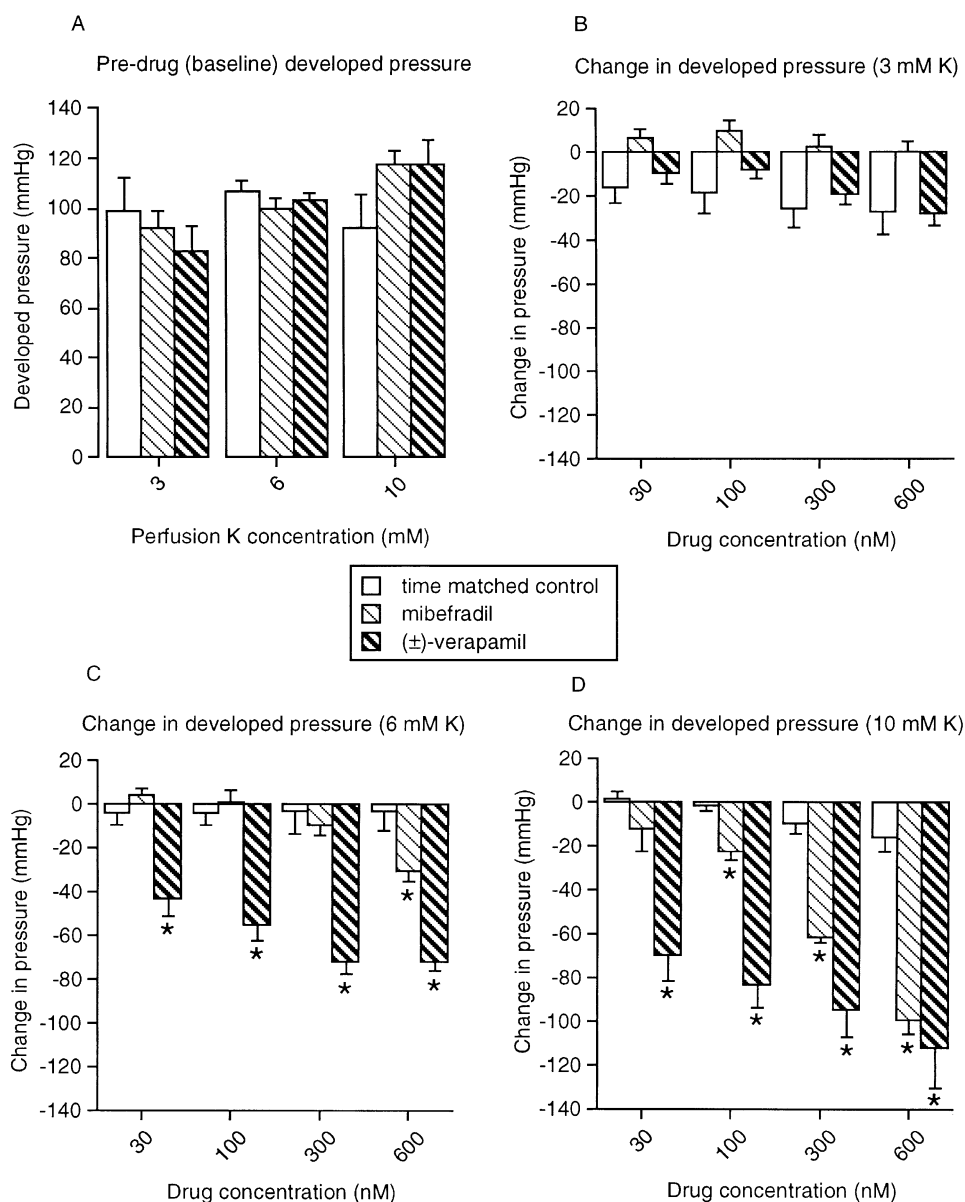 A
Pre-drug (baseline) developed pressure
Developed pressure (mmHg)
140
120
100
80
60
40
20
0
3
6
10
Perfusion K concentration (mM)
B
Change in developed pressure (3 mM K)
Change in pressure (mmHg)
20
0
-20
-40
-60
-80
-100
-120
-140
30
100
300
600
Drug concentration (nM)
time matched control
mibefradil
(±)-verapamil
C
Change in developed pressure (6 mM K)
Change in pressure (mmHg)
20
0
-20
-40
-60
-80
-100
-120
-140
* * * * *
30
100
300
600
Drug concentration (nM)
D
Change in developed pressure (10 mM K)
Change in pressure (mmHg)
20
0
-20
-40
-60
-80
-100
-120
-140
* * * * * * *
30
100
300
600
Drug concentration (nM)